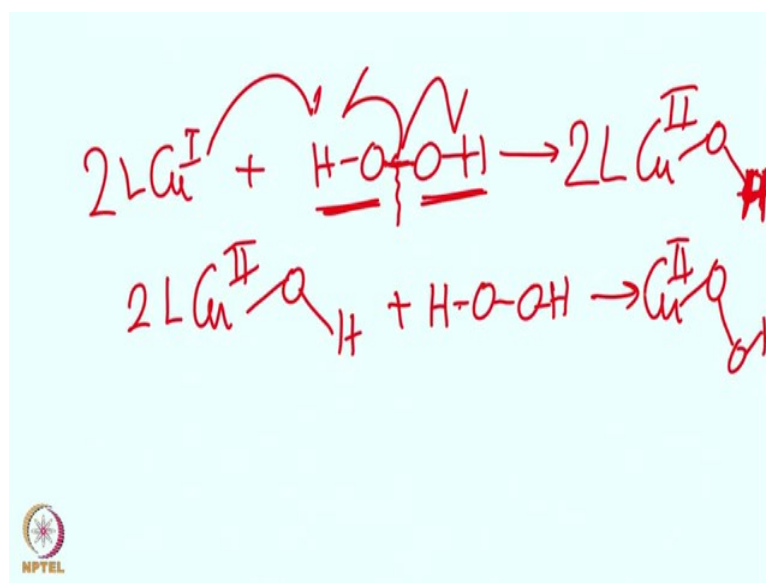 2LCu^I + H-O-O-H → 2LCu^II-O-H
2LCu^II-O-H + H-O-OH → Cu^II-O-OH
NPTEL